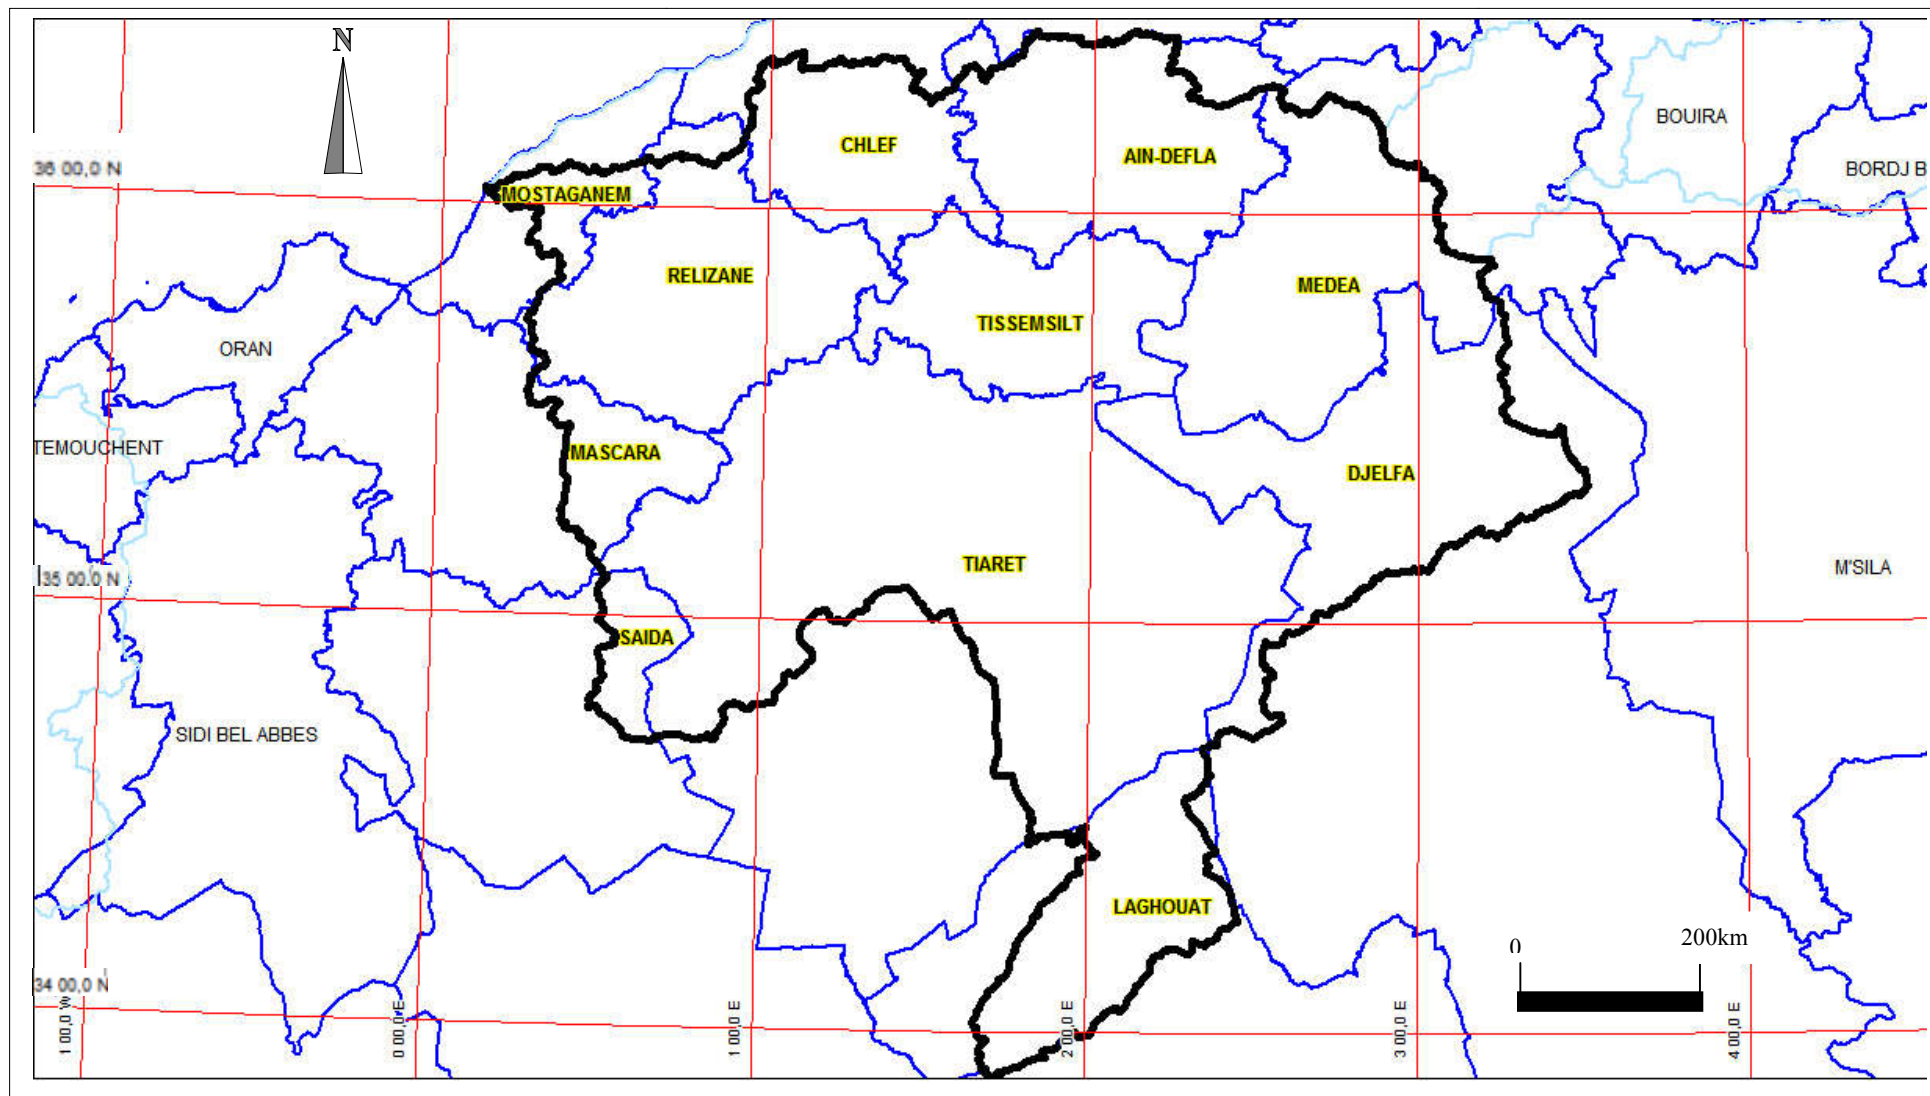 N
BOUIRA
CHLEF
AIN-DEFLA
36 00,0 N
BORDJ B
MOSTAGANEM
RELIZANE
MEDEA
TISSEMSILT
ORAN
TEMOUCHENT
MASCARA
DJELFA
TIARET
M'SILA
35 00.0 N
SAIDA
SIDI BEL ABBES
LAGHOUAT
0
200km
34 00,0 N
1 00,0 W
0 00,0 E
1 00,0 E
2 00,0 E
3 00,0 E
4 00,0 E